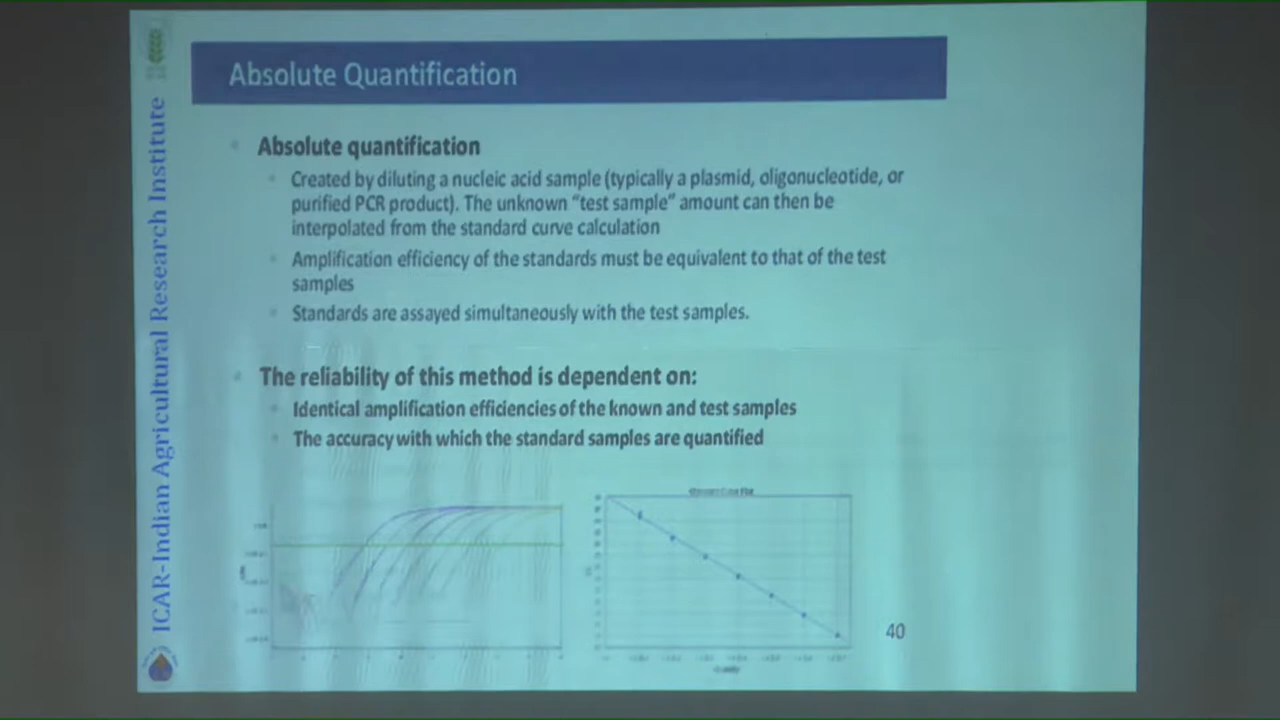 Absolute Quantification
ICAR-Indian Agricultural Research Institute
Absolute quantification
Created by diluting a nucleic acid sample (typically a plasmid, oligonucleotide, or
purified PCR product). The unknown “test sample” amount can then be
interpolated from the standard curve calculation
Amplification efficiency of the standards must be equivalent to that of the test
samples
Standards are assayed simultaneously with the test samples.
The reliability of this method is dependent on:
Identical amplification efficiencies of the known and test samples
The accuracy with which the standard samples are quantified
40